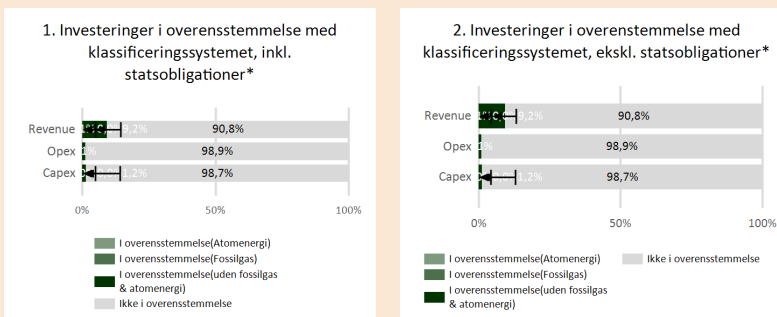 1. Investeringer i overensstemmelse med
klassificeringssystemet, inkl.
statsobligationer*
Revenue 9,2% 90,8%
Opex 1% 98,9%
Capex 1,2% 98,7%
0% 50% 100%
I overensstemmelse(Atomenergi)
I overensstemmelse(Fossilgas)
I overensstemmelse(uden fossilgas
& atomenergi)
Ikke i overensstemmelse
2. Investeringer i overenstemmelse med
klassificeringssystemet, ekskl. statsobligationer*
Revenue 9,2% 90,8%
Opex 1% 98,9%
Capex 1,2% 98,7%
0% 50% 100%
I overensstemmelse(Atomenergi) Ikke i overensstemmelse
I overensstemmelse(Fossilgas)
I overensstemmelse(uden fossilgas
& atomenergi)